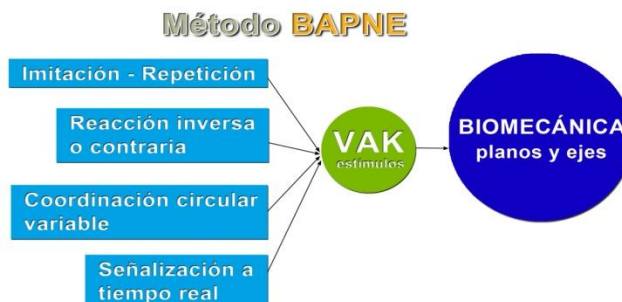 Método BAPNE
Imitación - Repetición
Reacción inversa
o contraria
Coordinación circular
variable
Señalización a
tiempo real
VAK
estímulos
BIOMECÁNICA
planos y ejes